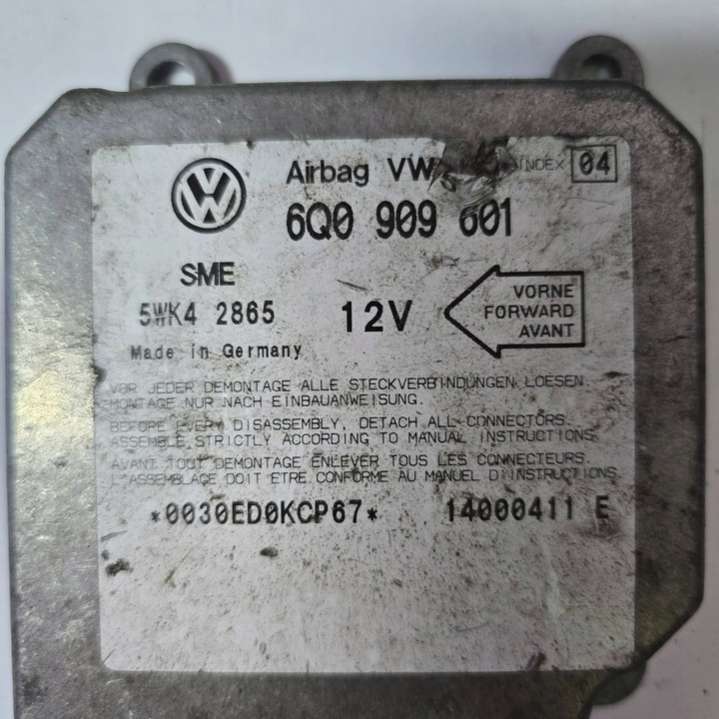 Airbag VW INDEX 04
6Q0 909 601
SME
5WK4 2865 12V
VORNE
FORWARD
AVANT
Made in Germany
VOR JEDER DEMONTAGE ALLE STECKVERBINDUNGEN LOESEN.
MONTAGE NUR NACH EINBAUANWEISUNG.
BEFORE EVERY DISASSEMBLY, DETACH ALL CONNECTORS.
ASSEMBLE STRICTLY ACCORDING TO MANUAL INSTRUCTIONS.
AVANT TOUT DEMONTAGE ENLEVER TOUS LES CONNECTEURS.
L'ASSEMBLAGE DOIT ETRE CONFORME AU MANUEL D'INSTRUCTIONS
*0030ED0KCP67* 14000411 E